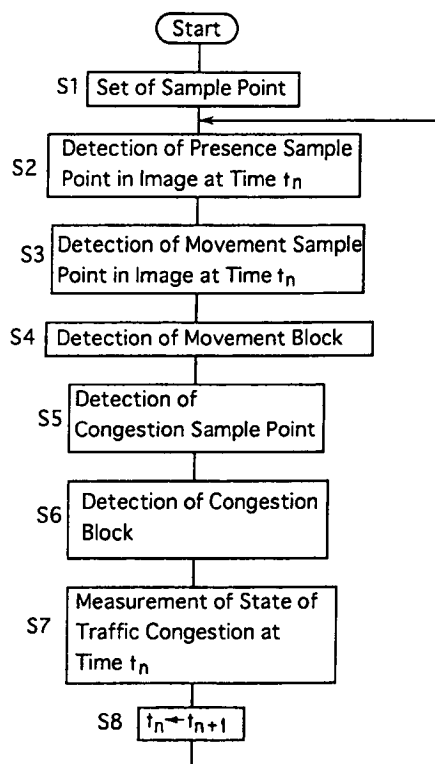 Start
S1 Set of Sample Point
S2 Detection of Presence Sample
Point in Image at Time tn
S3 Detection of Movement Sample
Point in Image at Time tn
S4 Detection of Movement Block
S5 Detection of
Congestion Sample Point
S6 Detection of Congestion
Block
S7 Measurement of State of
Traffic Congestion at
Time tn
S8 tn ← tn+1